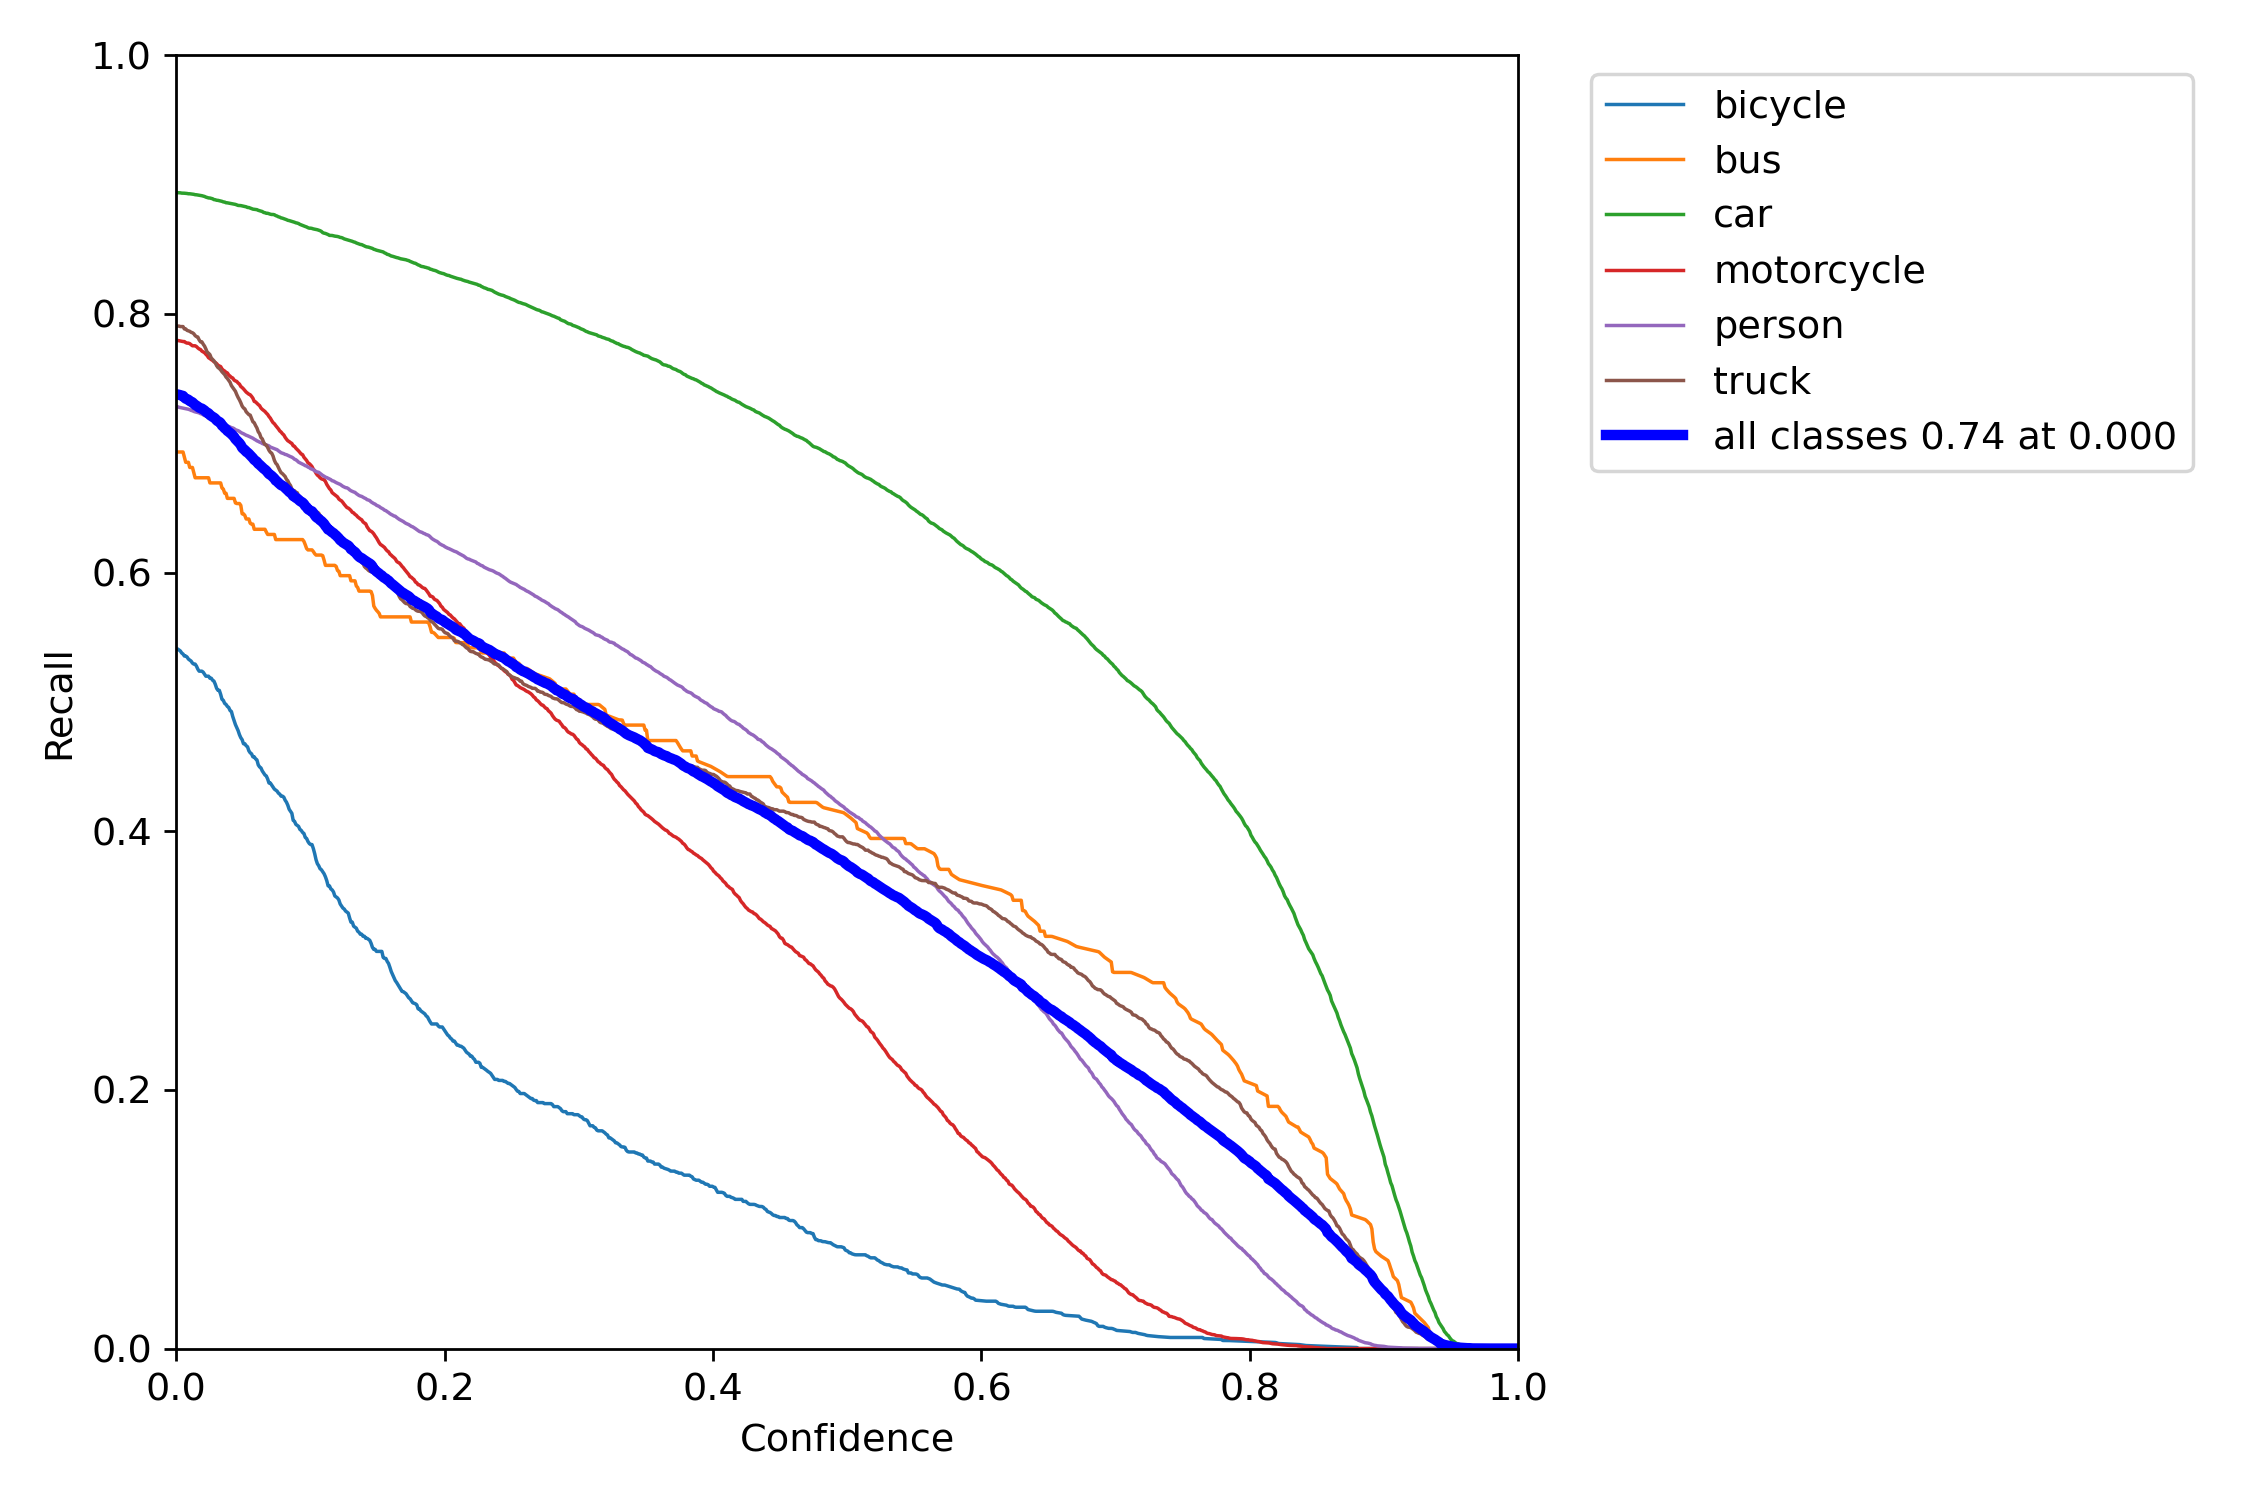 1.0
0.8
0.6
0.4
0.2
0.0
Recall
0.0 0.2 0.4 0.6 0.8 1.0
Confidence
bicycle
bus
car
motorcycle
person
truck
all classes 0.74 at 0.000